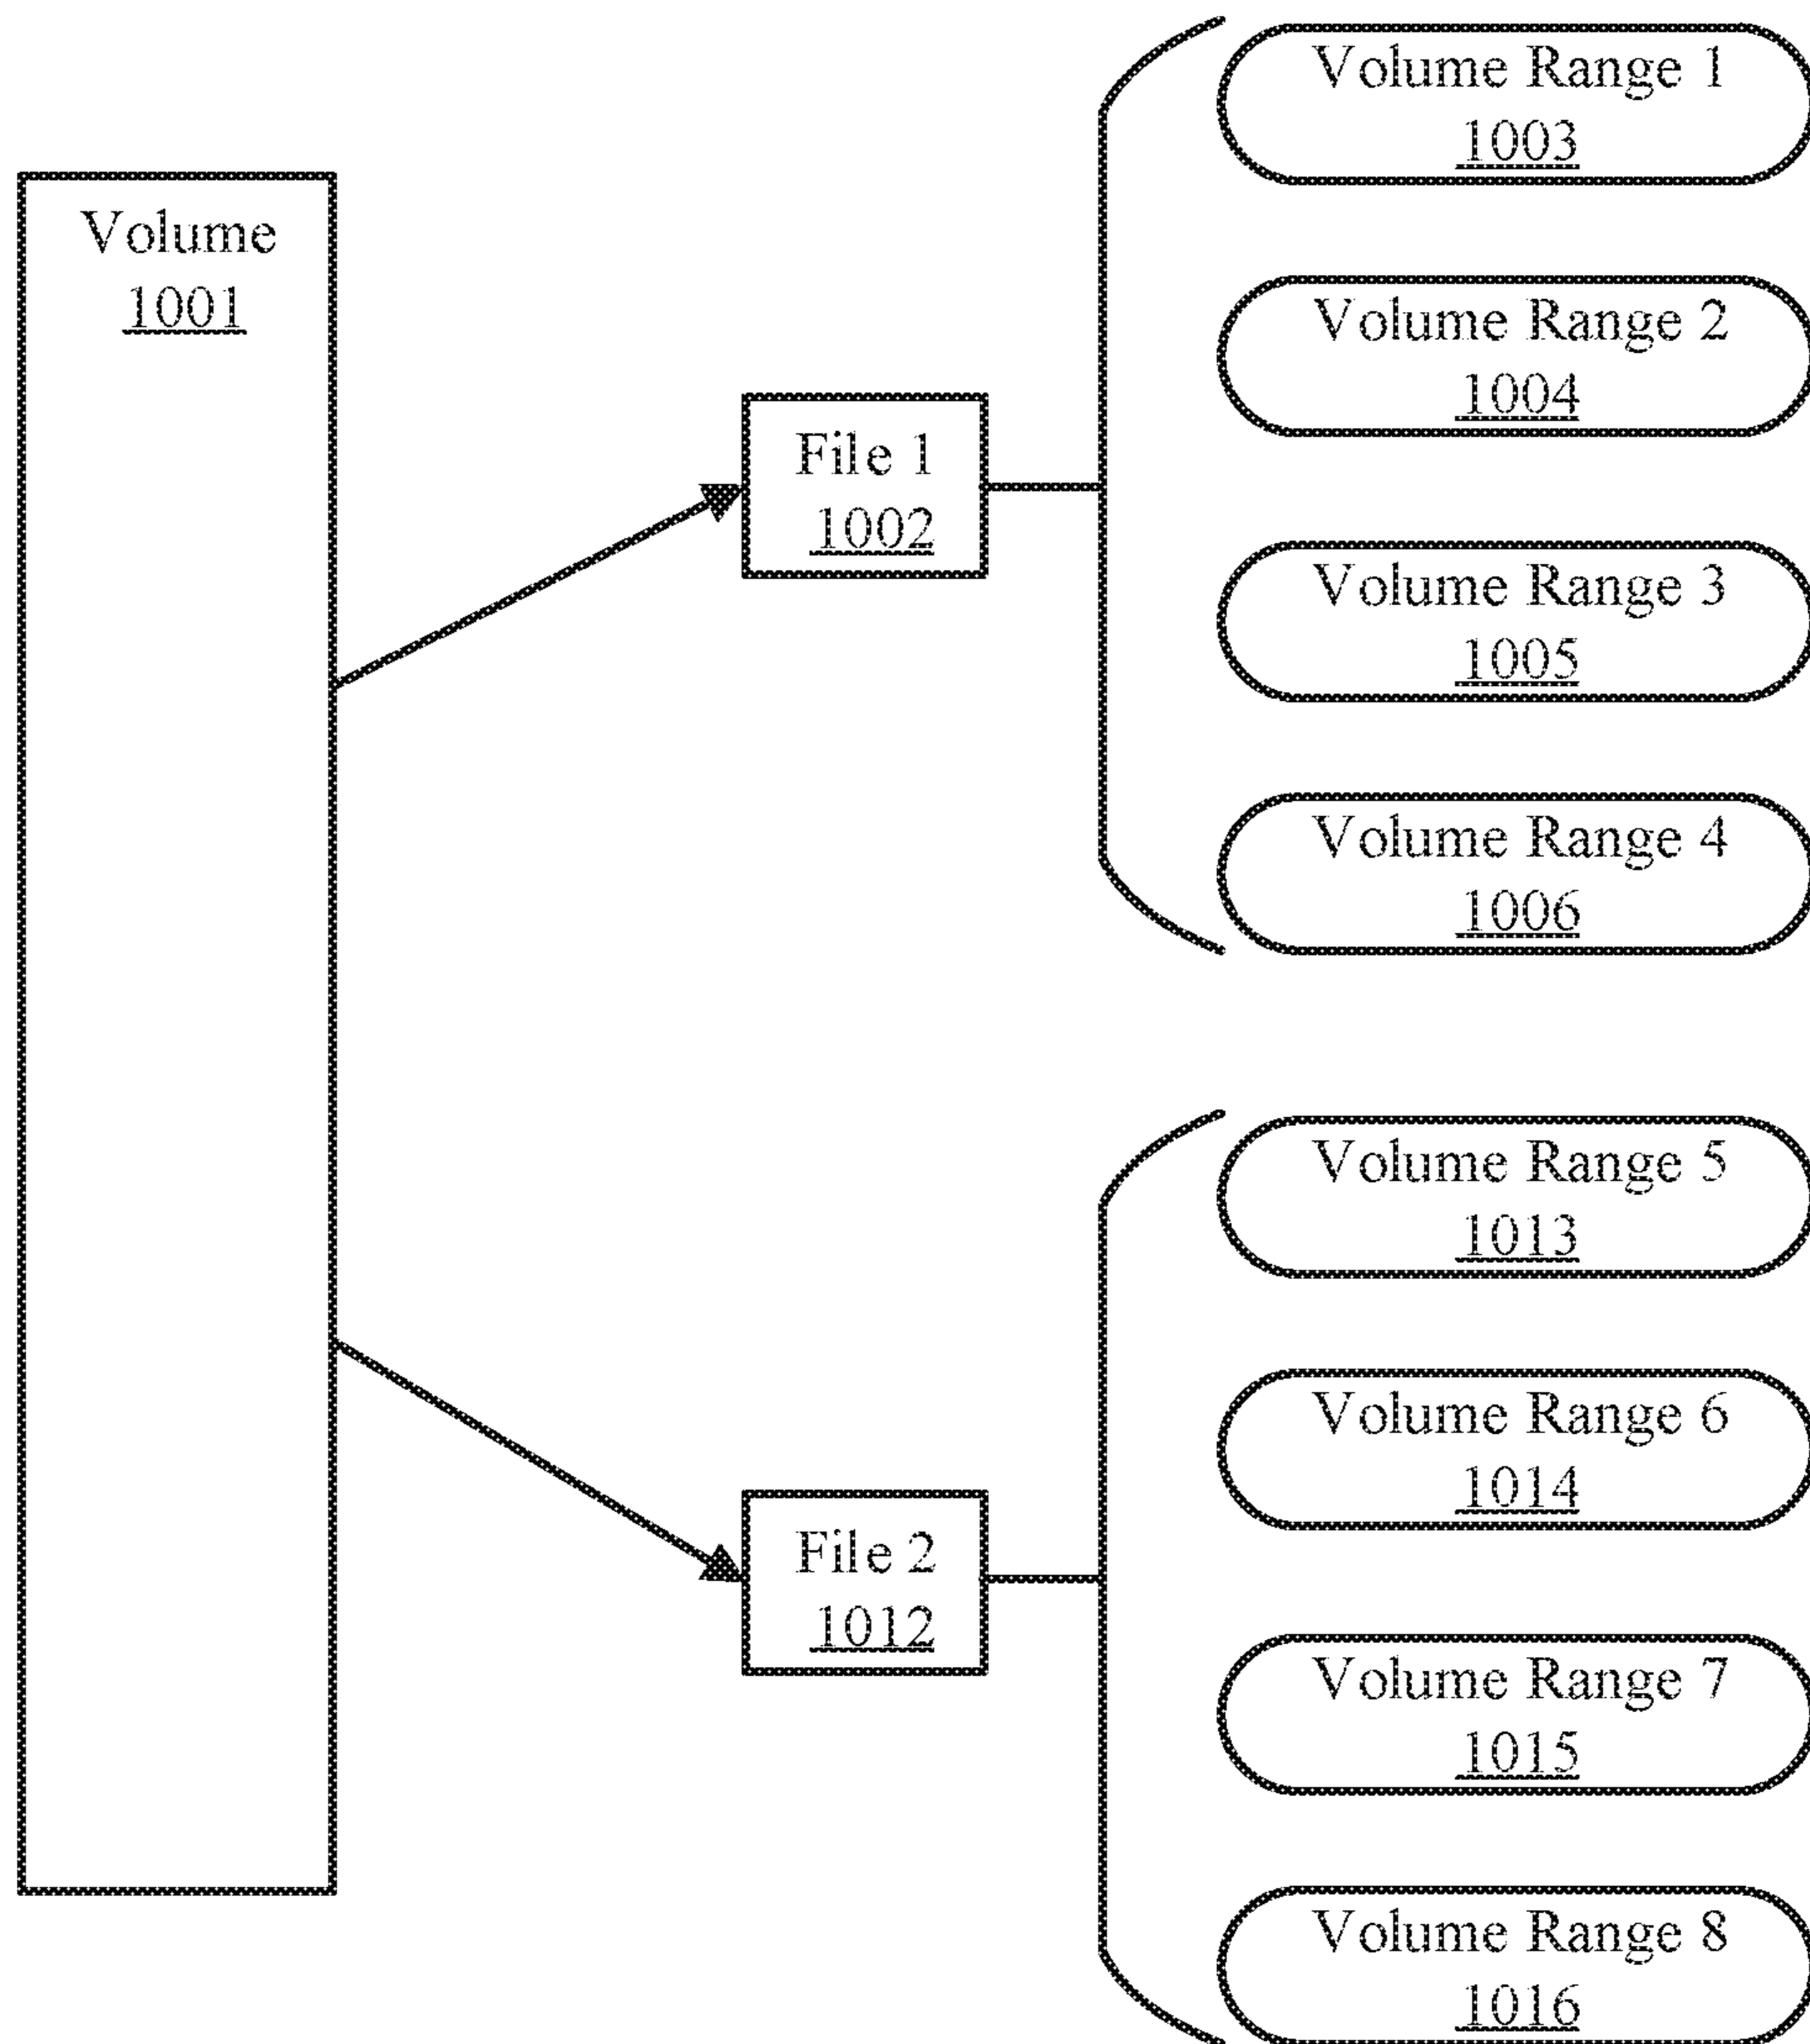 Volume
1001
File 1
1002
Volume Range 1
1003
Volume Range 2
1004
Volume Range 3
1005
Volume Range 4
1006
File 2
1012
Volume Range 5
1013
Volume Range 6
1014
Volume Range 7
1015
Volume Range 8
1016